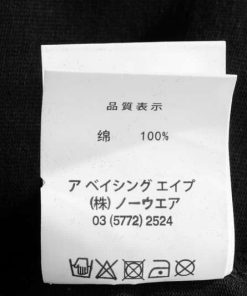 品質表示
綿 100%
ア ベイシング エイプ
(株) ノーウエア
03 (5772) 2524